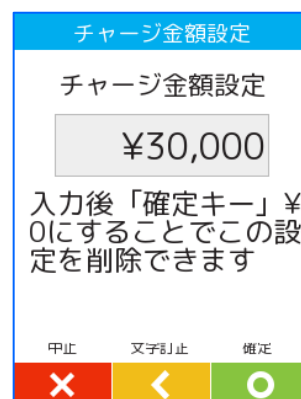 チャージ金額設定
チャージ金額設定
¥30,000
入力後「確定キー」¥
0にすることでこの設
定を削除できます
中止 文字訂正 確定